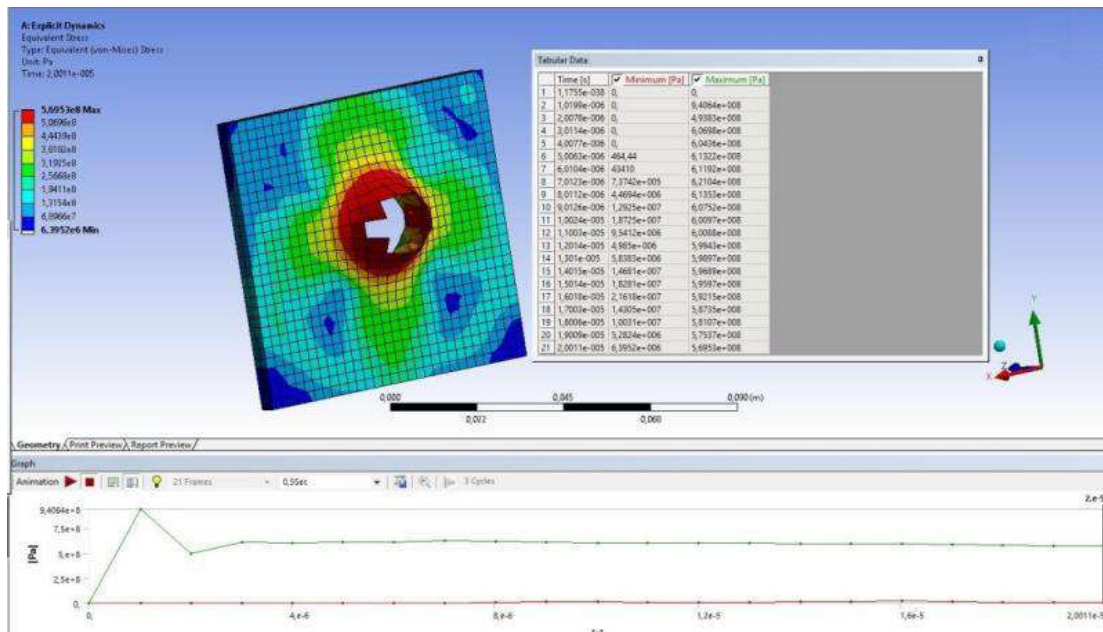 A: Explicit Dynamics
Equivalent Stress
Type: Equivalent (von-Mises) Stress
Unit: Pa
Time: 2,0011e-005
5,6953e8 Max
5,0696e8
4,4439e8
3,8182e8
3,1925e8
2,5668e8
1,9411e8
1,3154e8
6,8966e7
6,3952e6 Min
Tabular Data
Time [s] Minimum [Pa] Maximum [Pa]
1 1,1755e-038 0, 0,
2 1,0199e-006 0, 9,4064e+008
3 2,0078e-006 0, 4,9383e+008
4 3,0114e-006 0, 6,0698e+008
5 4,0077e-006 0, 6,0436e+008
6 5,0063e-006 464,44 6,1322e+008
7 6,0104e-006 43410 6,1192e+008
8 7,0123e-006 7,3742e+005 6,2104e+008
9 8,0112e-006 4,4694e+006 6,1353e+008
10 9,0126e-006 1,2925e+007 6,0752e+008
11 1,0024e-005 1,8725e+007 6,0097e+008
12 1,1003e-005 9,5412e+006 6,0088e+008
13 1,2014e-005 4,985e+006 5,9943e+008
14 1,301e-005 5,8383e+006 5,9897e+008
15 1,4015e-005 1,4681e+007 5,9689e+008
16 1,5014e-005 1,8281e+007 5,9597e+008
17 1,6018e-005 2,1618e+007 5,9215e+008
18 1,7003e-005 1,4305e+007 5,8735e+008
19 1,8006e-005 1,0031e+007 5,8107e+008
20 1,9009e-005 5,2824e+006 5,7537e+008
21 2,0011e-005 6,3952e+006 5,6953e+008
Y
Z
X
0,000 0,045 0,090 (m)
0,022 0,068
Geometry Print Preview Report Preview
Graph
Animation 21 Frames 0,5Sec 3 Cycles
2,e-5
9,4064e+8
7,5e+8
5,e+8
2,5e+8
0,
[Pa]
0, 4,e-6 8,e-6 1,2e-5 1,6e-5 2,0011e-5